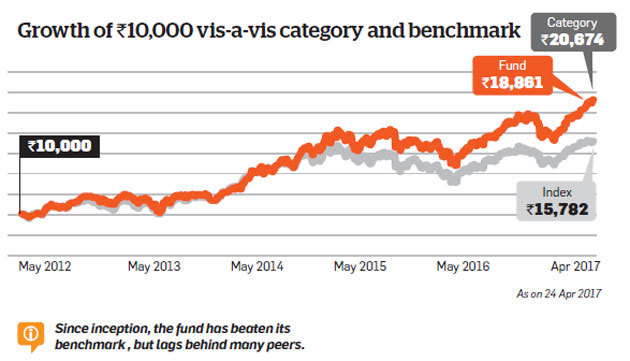 Growth of ₹10,000 vis-a-vis category and benchmark
Category
₹20,674
Fund
₹18,861
₹10,000
Index
₹15,782
May 2012 May 2013 May 2014 May 2015 May 2016 Apr 2017
As on 24 Apr 2017
Since inception, the fund has beaten its
benchmark , but lags behind many peers.